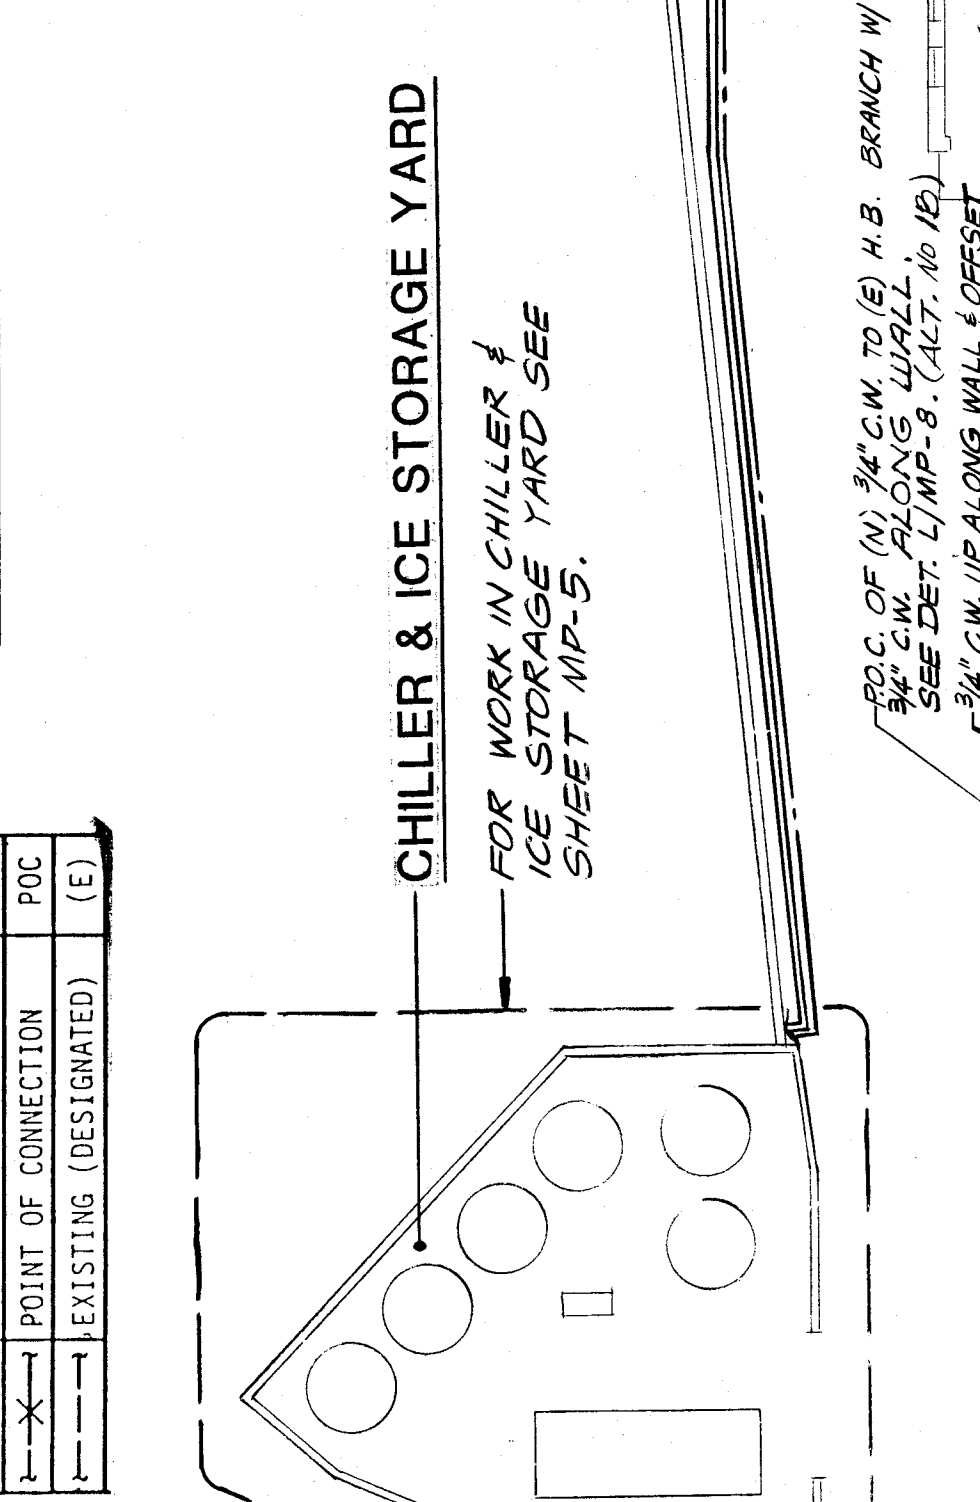 POINT OF CONNECTION POC
EXISTING (DESIGNATED) (E)
CHILLER & ICE STORAGE YARD
FOR WORK IN CHILLER &
ICE STORAGE YARD SEE
SHEET MP-5.
P.O.C. OF (N) 3/4" C.W. TO (E) H.B. BRANCH W/
3/4" C.W. ALONG WALL.
SEE DET. L/MP-8. (ALT. NO 1B)
3/4" C.W. UP ALONG WALL & OFFSET